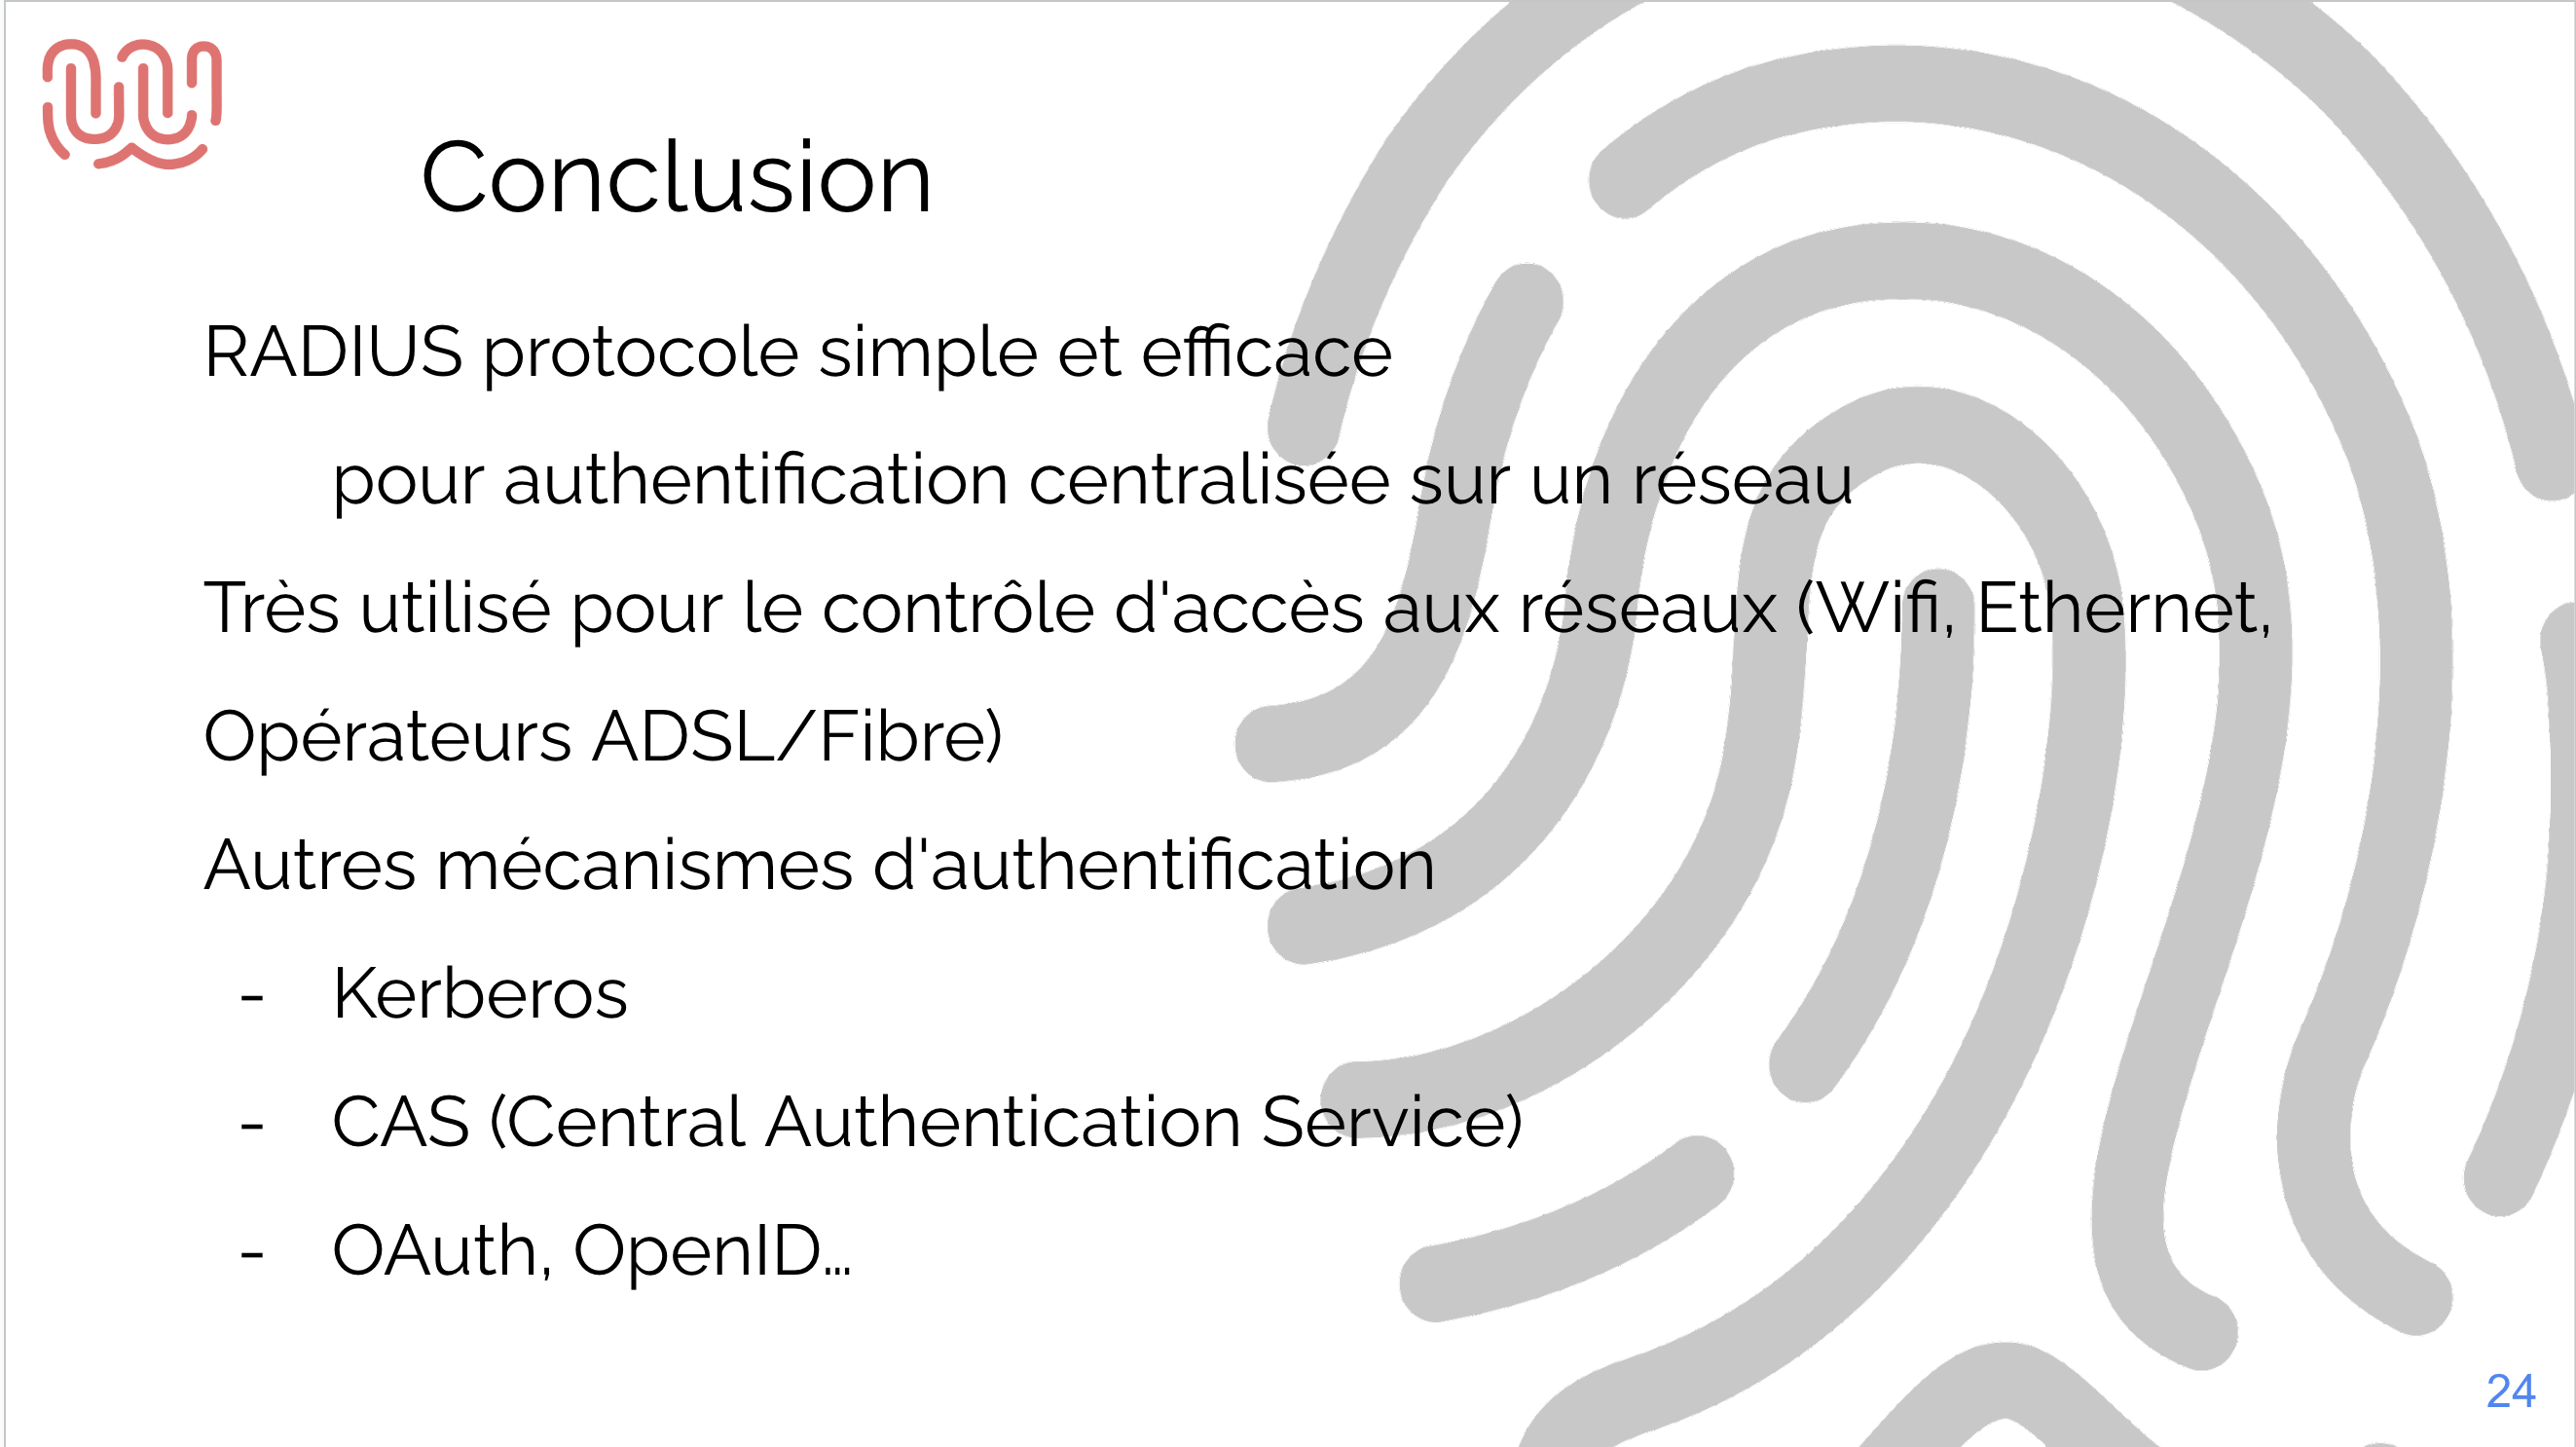 Conclusion
RADIUS protocole simple et efficace
pour authentification centralisée sur un réseau
Très utilisé pour le contrôle d'accès aux réseaux (Wifi, Ethernet,
Opérateurs ADSL/Fibre)
Autres mécanismes d'authentification
- Kerberos
- CAS (Central Authentication Service)
- OAuth, OpenID…
24